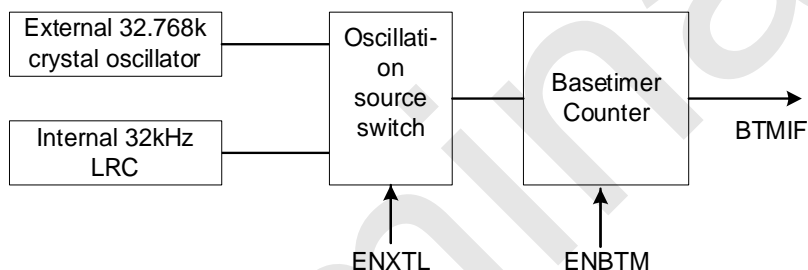 External 32.768k
crystal oscillator
Internal 32kHz
LRC
Oscillati-
on
source
switch
Basetimer
Counter
BTMIF
ENXTL
ENBTM